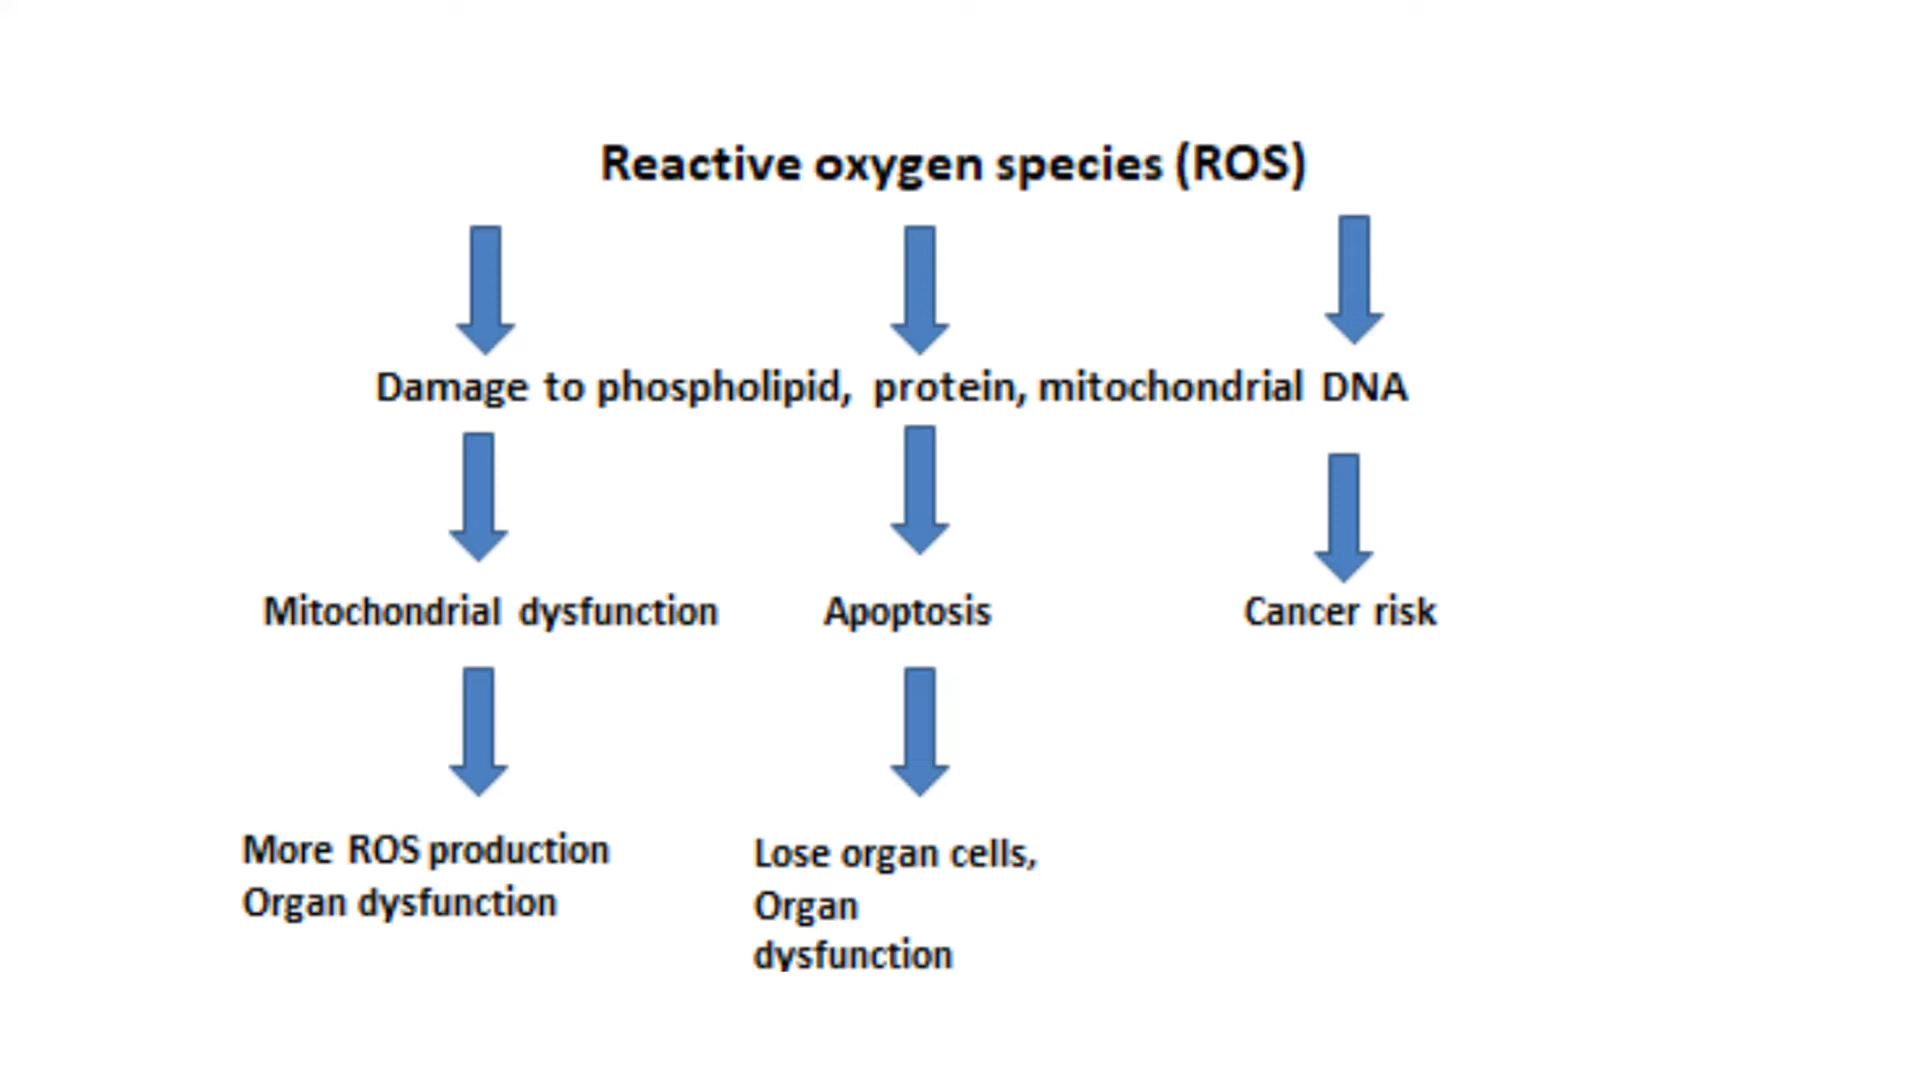 Reactive oxygen species (ROS)
Damage to phospholipid, protein, mitochondrial DNA
Mitochondrial dysfunction
Apoptosis
Cancer risk
More ROS production
Organ dysfunction
Lose organ cells,
Organ
dysfunction